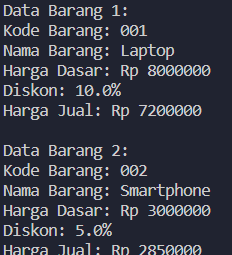 Data Barang 1:
Kode Barang: 001
Nama Barang: Laptop
Harga Dasar: Rp 8000000
Diskon: 10.0%
Harga Jual: Rp 7200000

Data Barang 2:
Kode Barang: 002
Nama Barang: Smartphone
Harga Dasar: Rp 3000000
Diskon: 5.0%
Harga Jual: Rp 2850000